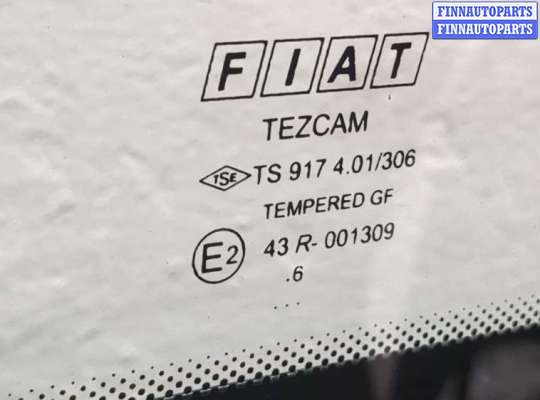 FINNAUTOPARTS
FINNAUTOPARTS
FIAT
TEZCAM
TSE TS 917 4.01/306
TEMPERED GF
E2 43 R- 001309
.6
...